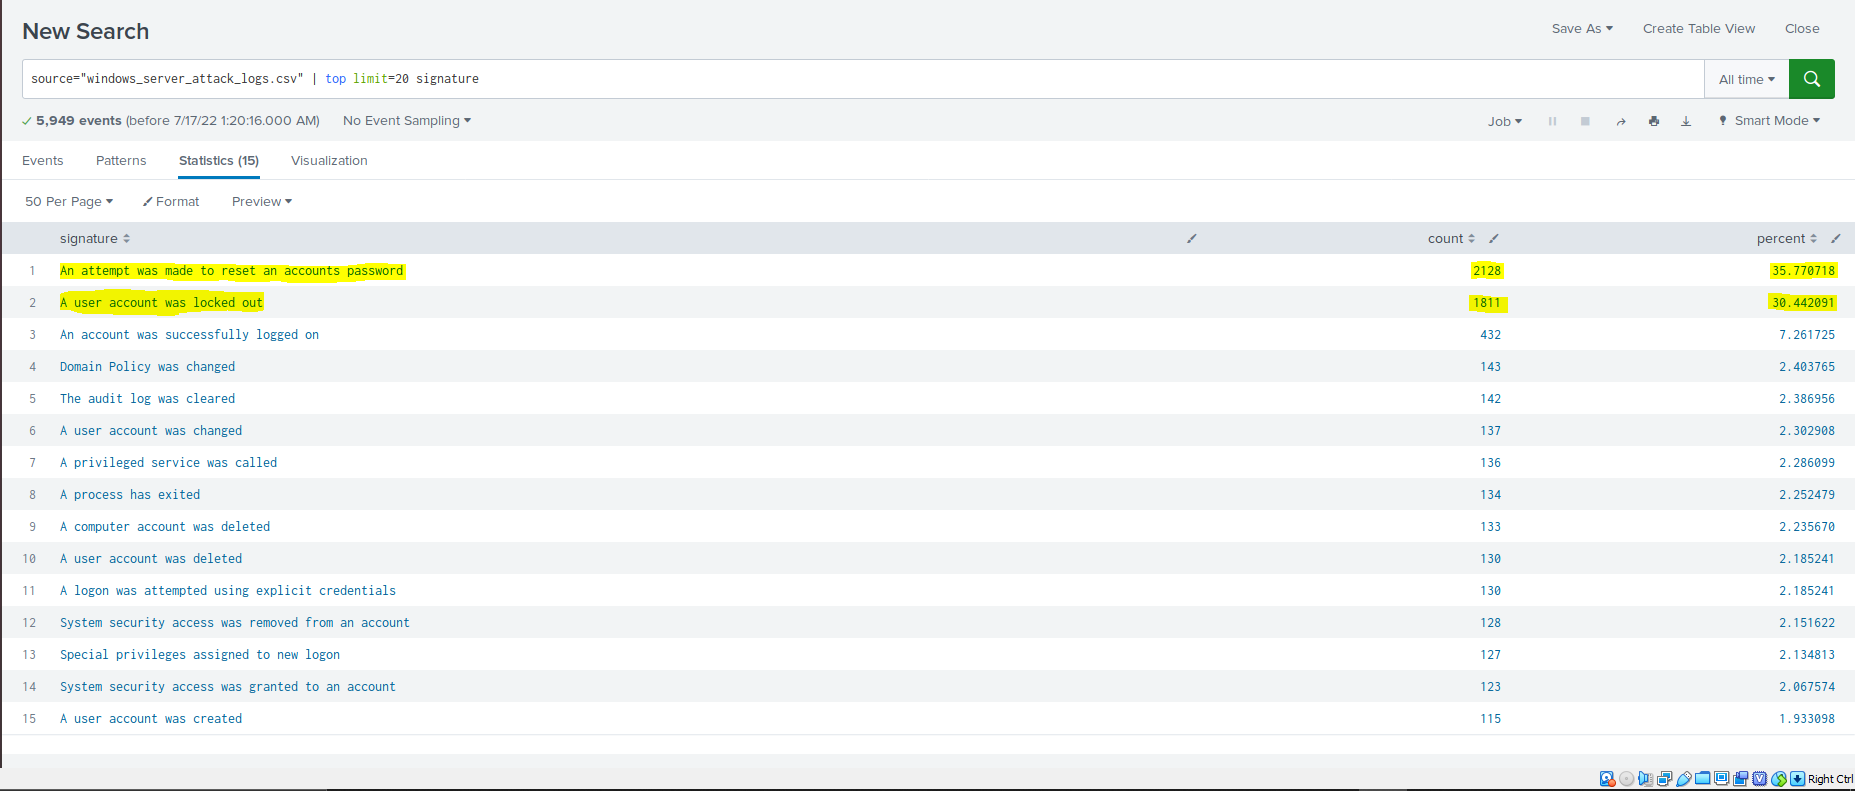 New Search
Save As Create Table View Close
source="windows_server_attack_logs.csv" | top limit=20 signature
All time
5,949 events (before 7/17/22 1:20:16.000 AM) No Event Sampling
Job Smart Mode
Events Patterns Statistics (15) Visualization
50 Per Page Format Preview
signature count percent
1 An attempt was made to reset an accounts password 2128 35.770718
2 A user account was locked out 1811 30.442091
3 An account was successfully logged on 432 7.261725
4 Domain Policy was changed 143 2.403765
5 The audit log was cleared 142 2.386956
6 A user account was changed 137 2.302908
7 A privileged service was called 136 2.286099
8 A process has exited 134 2.252479
9 A computer account was deleted 133 2.235670
10 A user account was deleted 130 2.185241
11 A logon was attempted using explicit credentials 130 2.185241
12 System security access was removed from an account 128 2.151622
13 Special privileges assigned to new logon 127 2.134813
14 System security access was granted to an account 123 2.067574
15 A user account was created 115 1.933098
Right Ctrl